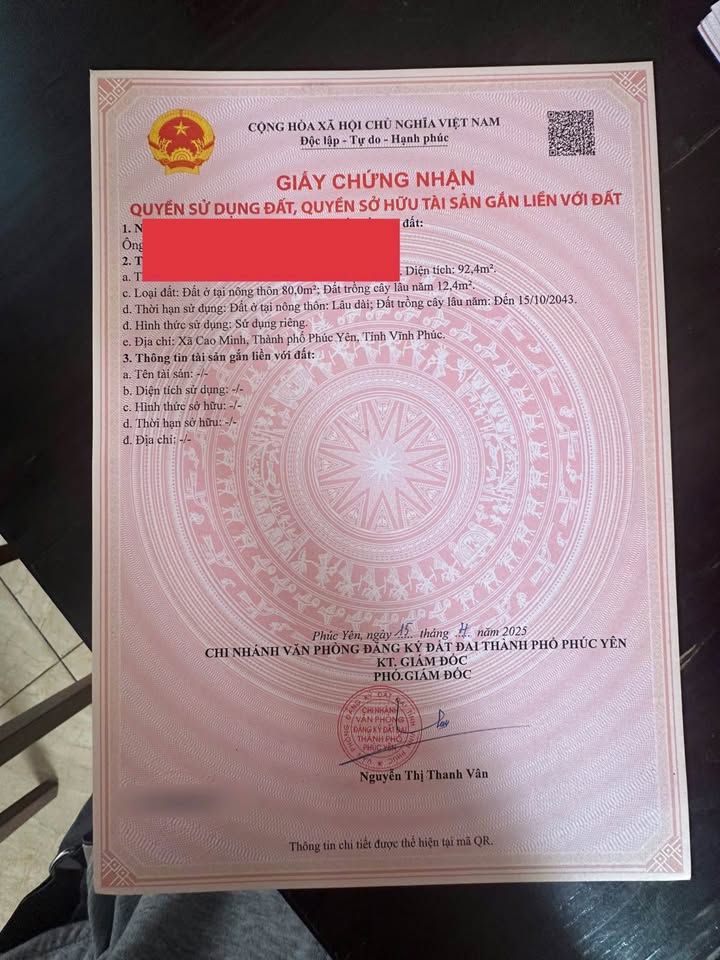 CỘNG HÒA XÃ HỘI CHỦ NGHĨA VIỆT NAM
Độc lập - Tự do - Hạnh phúc
GIẤY CHỨNG NHẬN
QUYỀN SỬ DỤNG ĐẤT, QUYỀN SỞ HỮU TÀI SẢN GẮN LIỀN VỚI ĐẤT
1. đất:
Ông
2.
a. Diện tích: 92,4m².
c. Loại đất: Đất ở tại nông thôn 80,0m²; Đất trồng cây lâu năm 12,4m².
d. Thời hạn sử dụng: Đất ở tại nông thôn: Lâu dài; Đất trồng cây lâu năm: Đến 15/10/2043.
đ. Hình thức sử dụng: Sử dụng riêng.
e. Địa chỉ: Xã Cao Minh, Thành phố Phúc Yên, Tỉnh Vĩnh Phúc.
3. Thông tin tài sản gắn liền với đất:
a. Tên tài sản: -/-
b. Diện tích sử dụng: -/-
c. Hình thức sở hữu: -/-
d. Thời hạn sở hữu: -/-
đ. Địa chỉ: -/-
Phúc Yên, ngày 15 tháng năm 2025
CHI NHÁNH VĂN PHÒNG ĐĂNG KÝ ĐẤT ĐAI THÀNH PHỐ PHÚC YÊN
KT. GIÁM ĐỐC
PHÓ.GIÁM ĐỐC
CHI NHÁNH
VĂN PHÒNG
ĐĂNG KÝ ĐẤT ĐAI
THÀNH PHỐ
PHÚC YÊN
Nguyễn Thị Thanh Vân
Thông tin chi tiết được thể hiện tại mã QR.